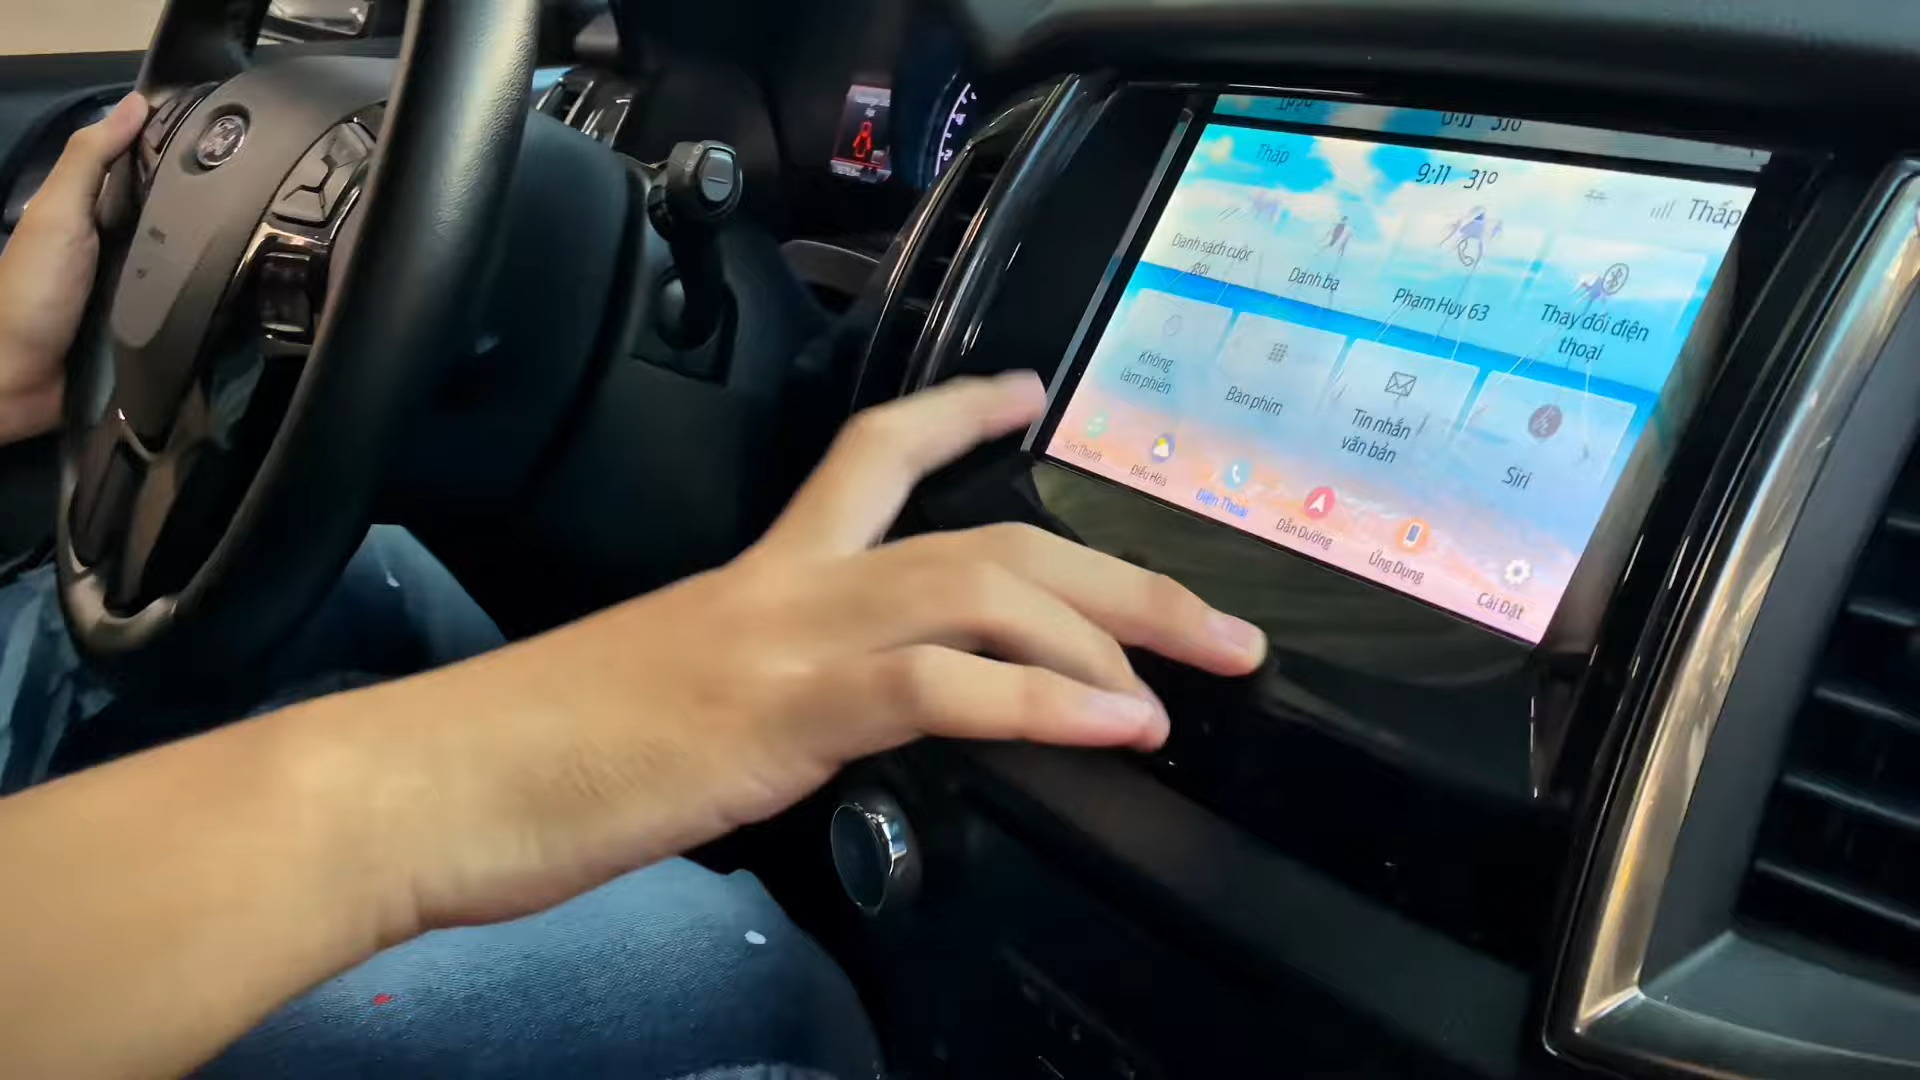 Thấp
9:11 31°
Thấp
Danh sách cuộc
gọi
Danh bạ
Phạm Huy 63
Thay đổi điện
thoại
Không
làm phiền
Bàn phím
Tin nhắn
văn bản
Siri
Âm Thanh
Điều Hòa
Điện Thoại
Dẫn Đường
Ứng Dụng
Cài Đặt